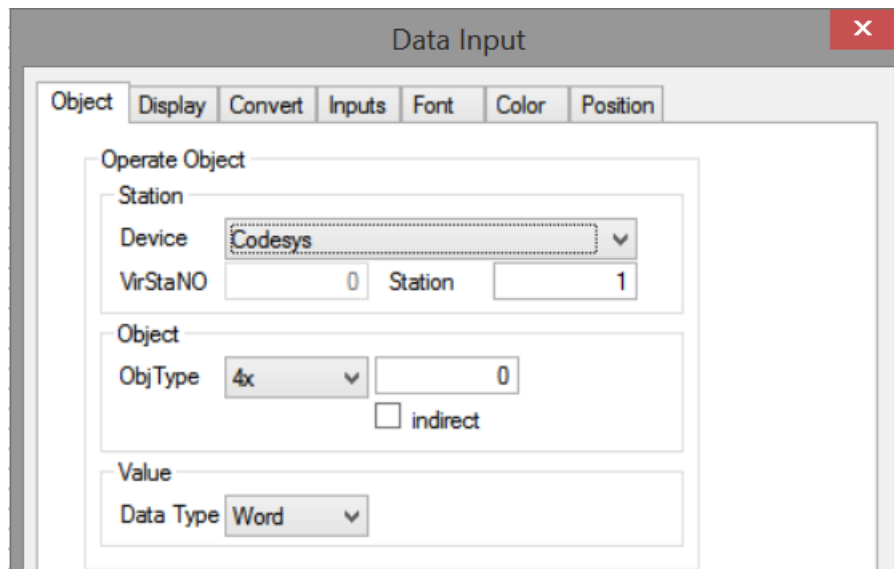 Data Input
Object Display Convert Inputs Font Color Position
Operate Object
Station
Device Codesys
VirStaNO 0 Station 1
Object
ObjType 4x 0
indirect
Value
Data Type Word